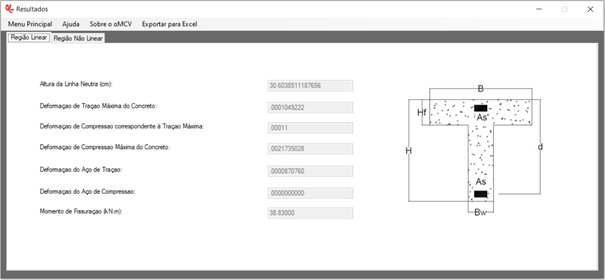 Resultados
Menu Principal Ajuda Sobre o αMCV Exportar para Excel
Região Linear Região Não Linear
Altura da Linha Neutra (cm): 30.6038511187656
Deformaçao de Traçao Máxima do Concreto: .0001049222
Deformaçao de Compressao correspondente à Traçao Máxima: .00011
Deformaçao de Compressao Máxima do Concreto: .0021735028
Deformaçao do Aço de Traçao: .0000870760
Deformaçao do Aço de Compressao: .0000000000
Momento de Fissuraçao (kN.m): 38.83000
B
Hf
As'
H
d
As
Bw